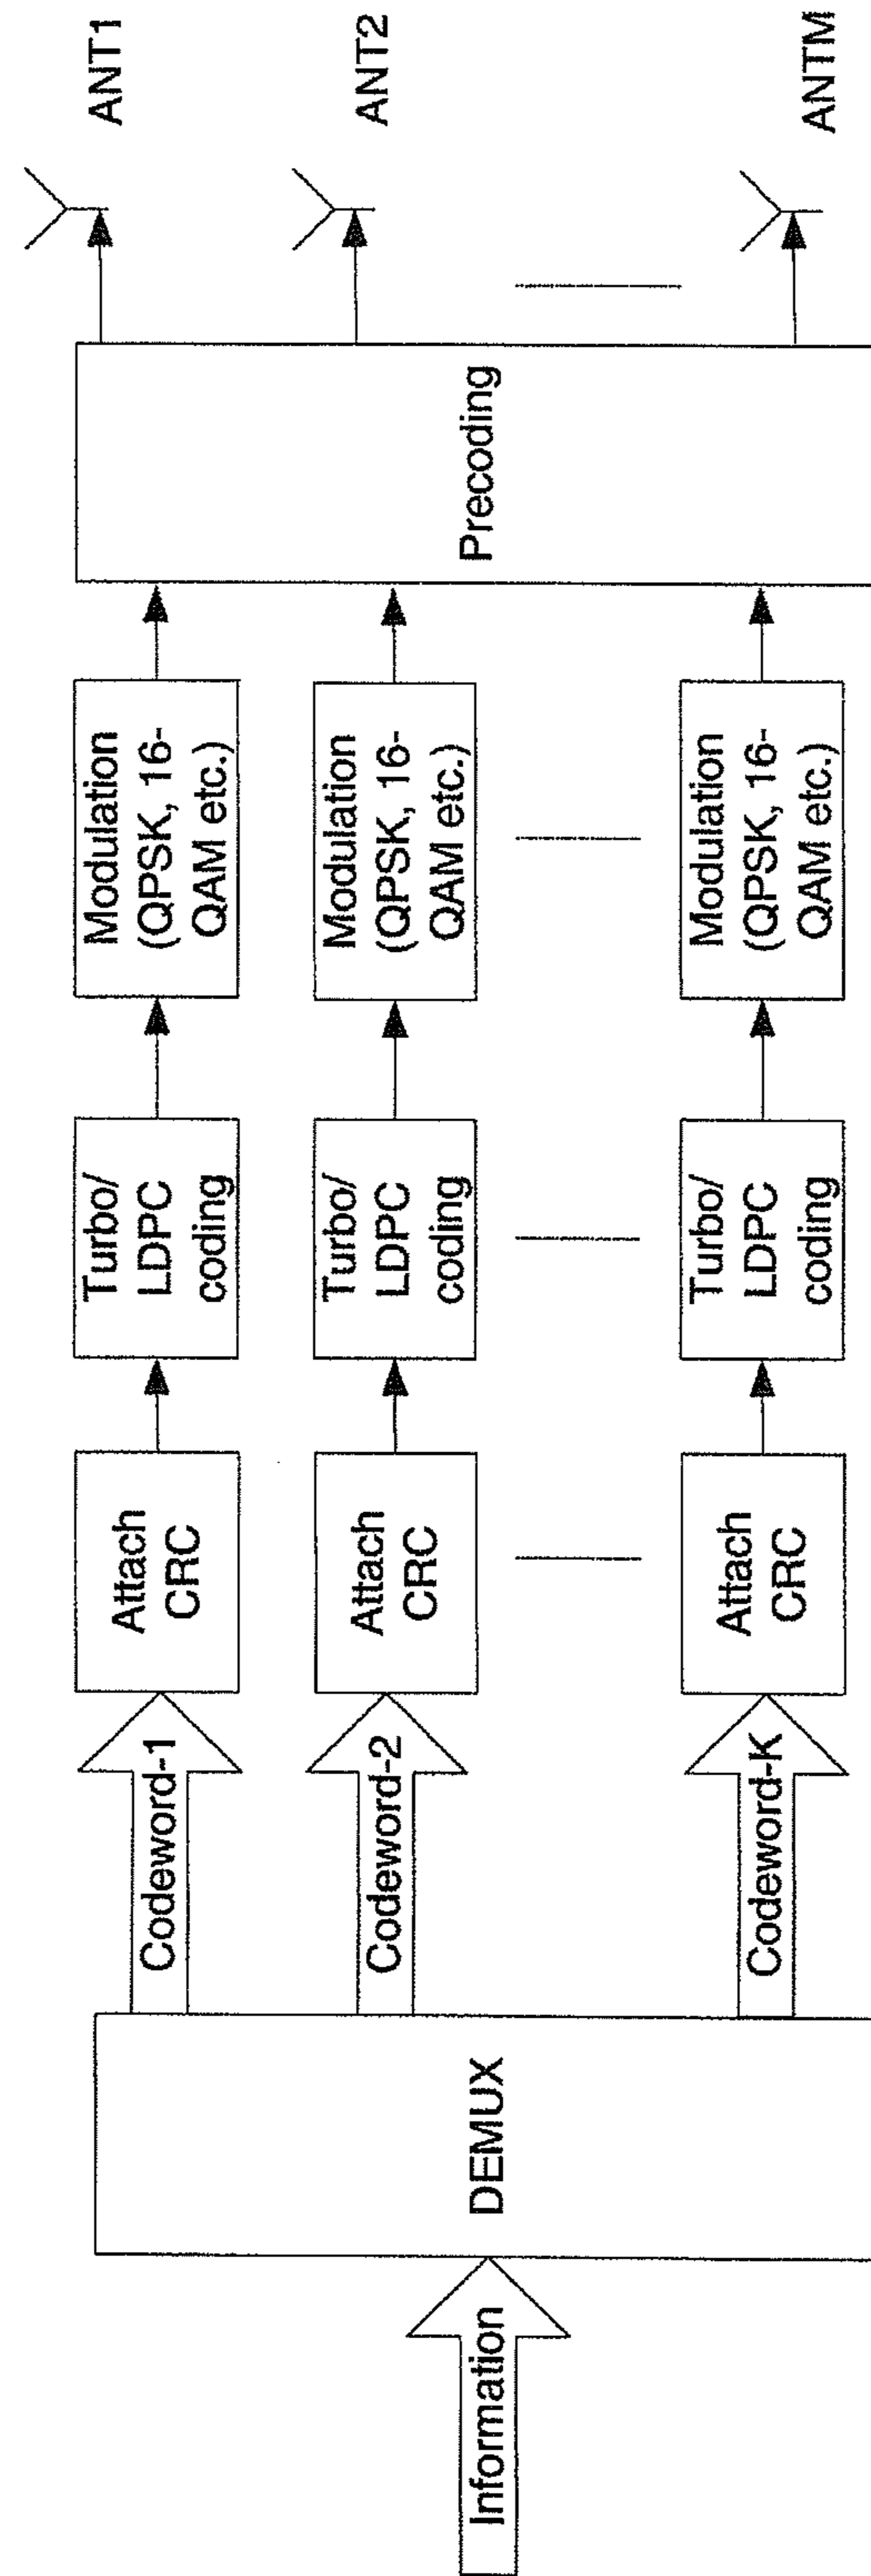 Information
DEMUX
Codeword-1
Codeword-2
Codeword-K
Attach
CRC
Attach
CRC
Attach
CRC
Turbo/
LDPC
coding
Turbo/
LDPC
coding
Turbo/
LDPC
coding
Modulation
(QPSK, 16-
QAM etc.)
Modulation
(QPSK, 16-
QAM etc.)
Modulation
(QPSK, 16-
QAM etc.)
Precoding
ANT1
ANT2
ANTM